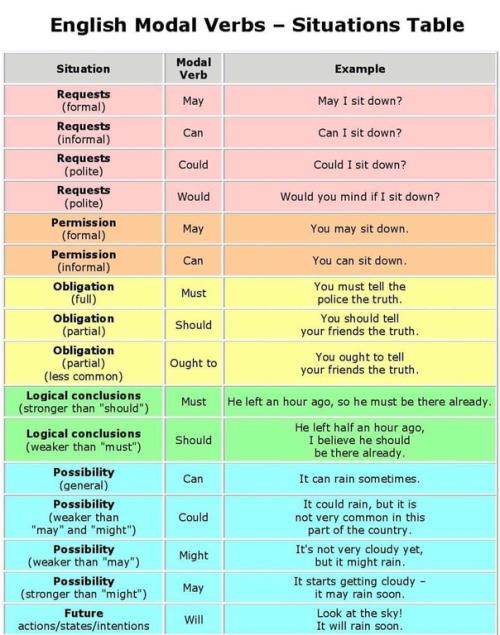 English Modal Verbs – Situations Table
Situation
Modal
Verb
Example
Requests
(formal)
May
May I sit down?
Requests
(informal)
Can
Can I sit down?
Requests
(polite)
Could
Could I sit down?
Requests
(polite)
Would
Would you mind if I sit down?
Permission
(formal)
May
You may sit down.
Permission
(informal)
Can
You can sit down.
Obligation
(full)
Must
You must tell the
police the truth.
Obligation
(partial)
Should
You should tell
your friends the truth.
Obligation
(partial)
(less common)
Ought to
You ought to tell
your friends the truth.
Logical conclusions
(stronger than "should")
Must
He left an hour ago, so he must be there already.
Logical conclusions
(weaker than "must")
Should
He left half an hour ago,
I believe he should
be there already.
Possibility
(general)
Can
It can rain sometimes.
Possibility
(weaker than
"may" and "might")
Could
It could rain, but it is
not very common in this
part of the country.
Possibility
(weaker than "may")
Might
It's not very cloudy yet,
but it might rain.
Possibility
(stronger than "might")
May
It starts getting cloudy –
it may rain soon.
Future
actions/states/intentions
Will
Look at the sky!
It will rain soon.